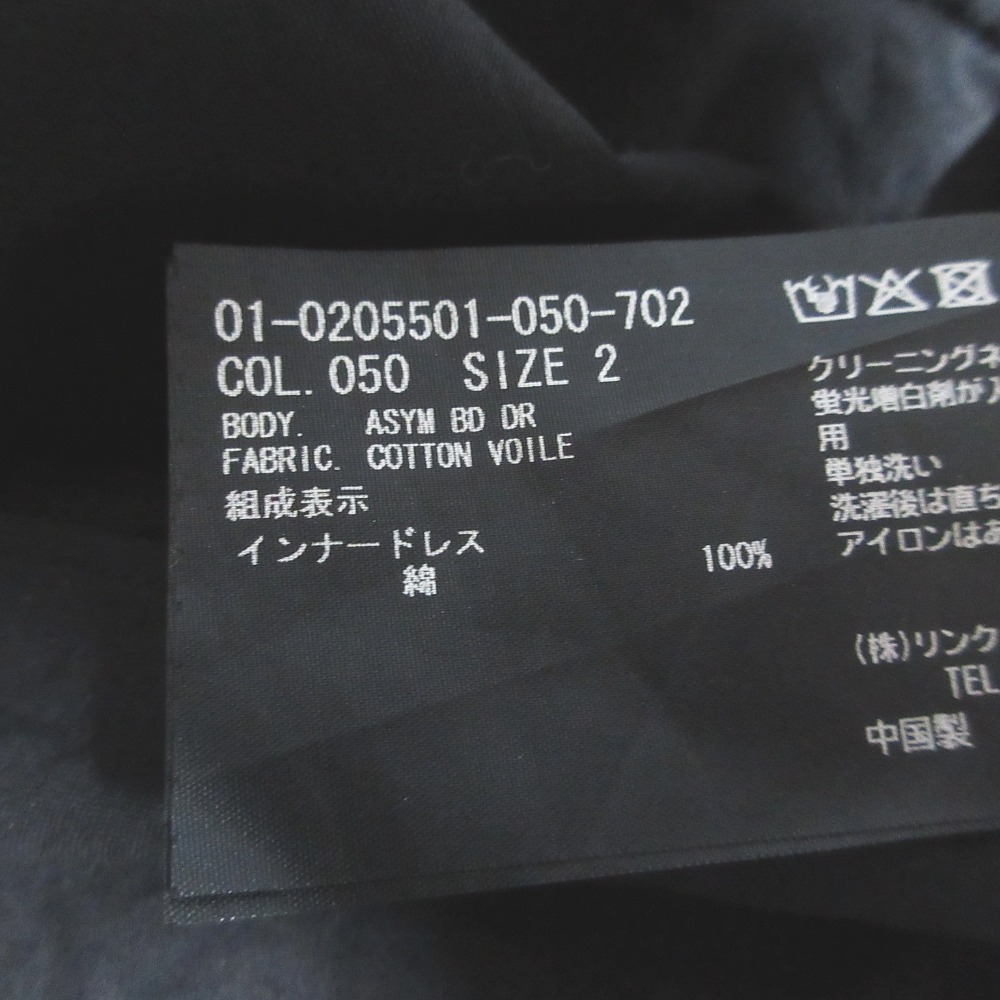 01-0205501-050-702
COL. 050 SIZE 2
BODY. ASYM BD DR
FABRIC. COTTON VOILE
組成表示
インナードレス
綿 100%
クリーニングネ
蛍光増白剤が入
用
単独洗い
洗濯後は直ち
アイロンはあ
(株)リンク
TEL
中国製